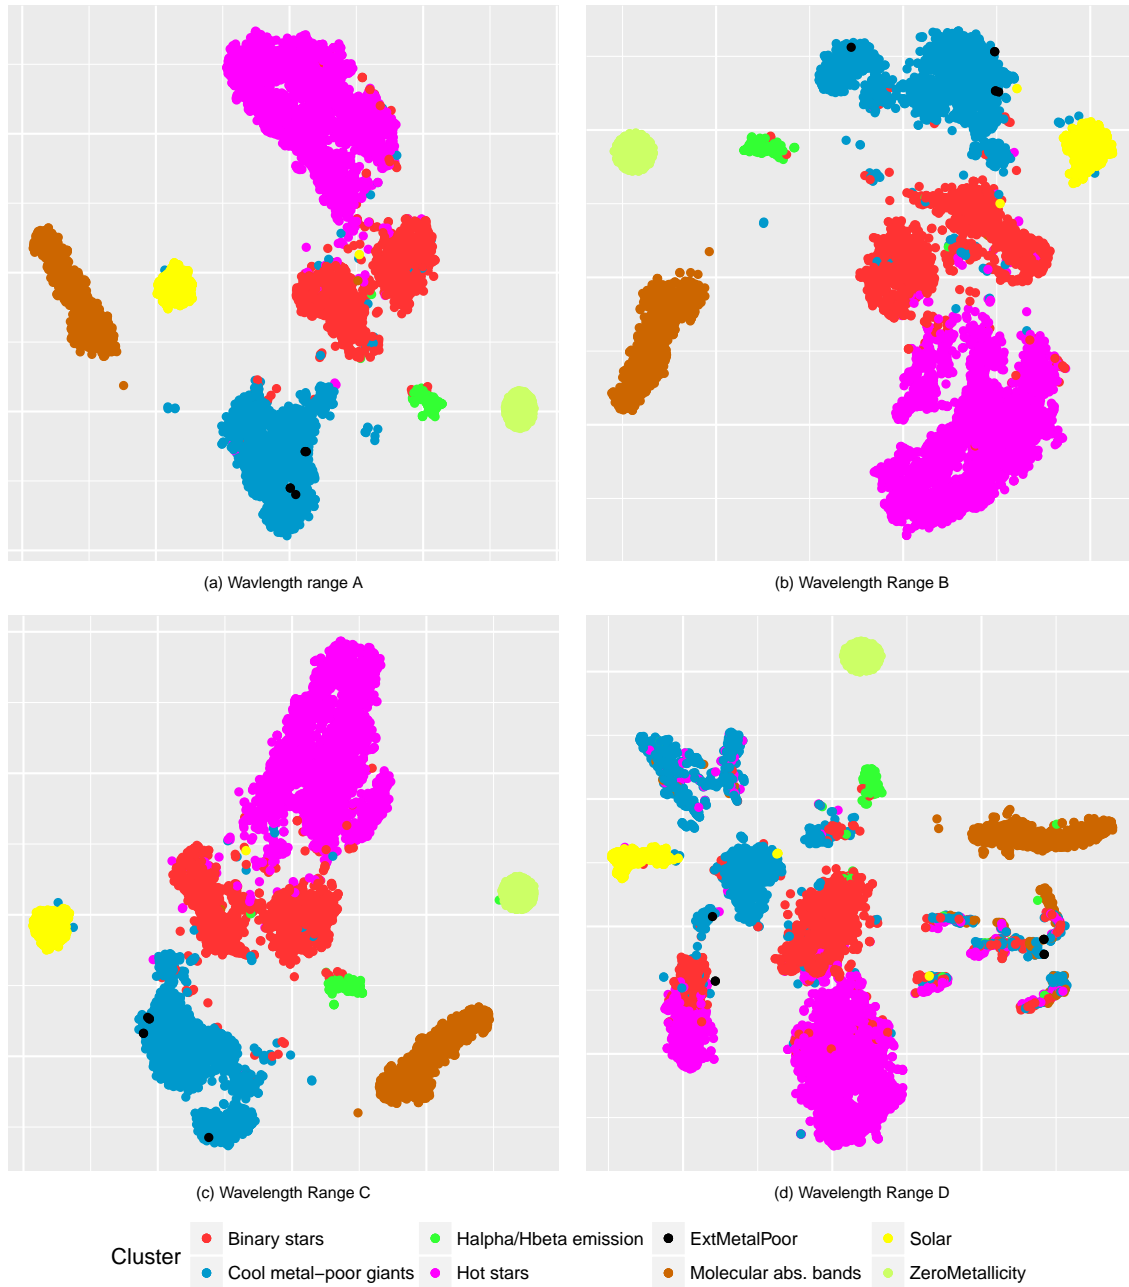 (a) Wavlength range A
(b) Wavelength Range B
(c) Wavelength Range C
(d) Wavelength Range D
Cluster
Binary stars
Halpha/Hbeta emission
ExtMetalPoor
Solar
Cool metal−poor giants
Hot stars
Molecular abs. bands
ZeroMetallicity